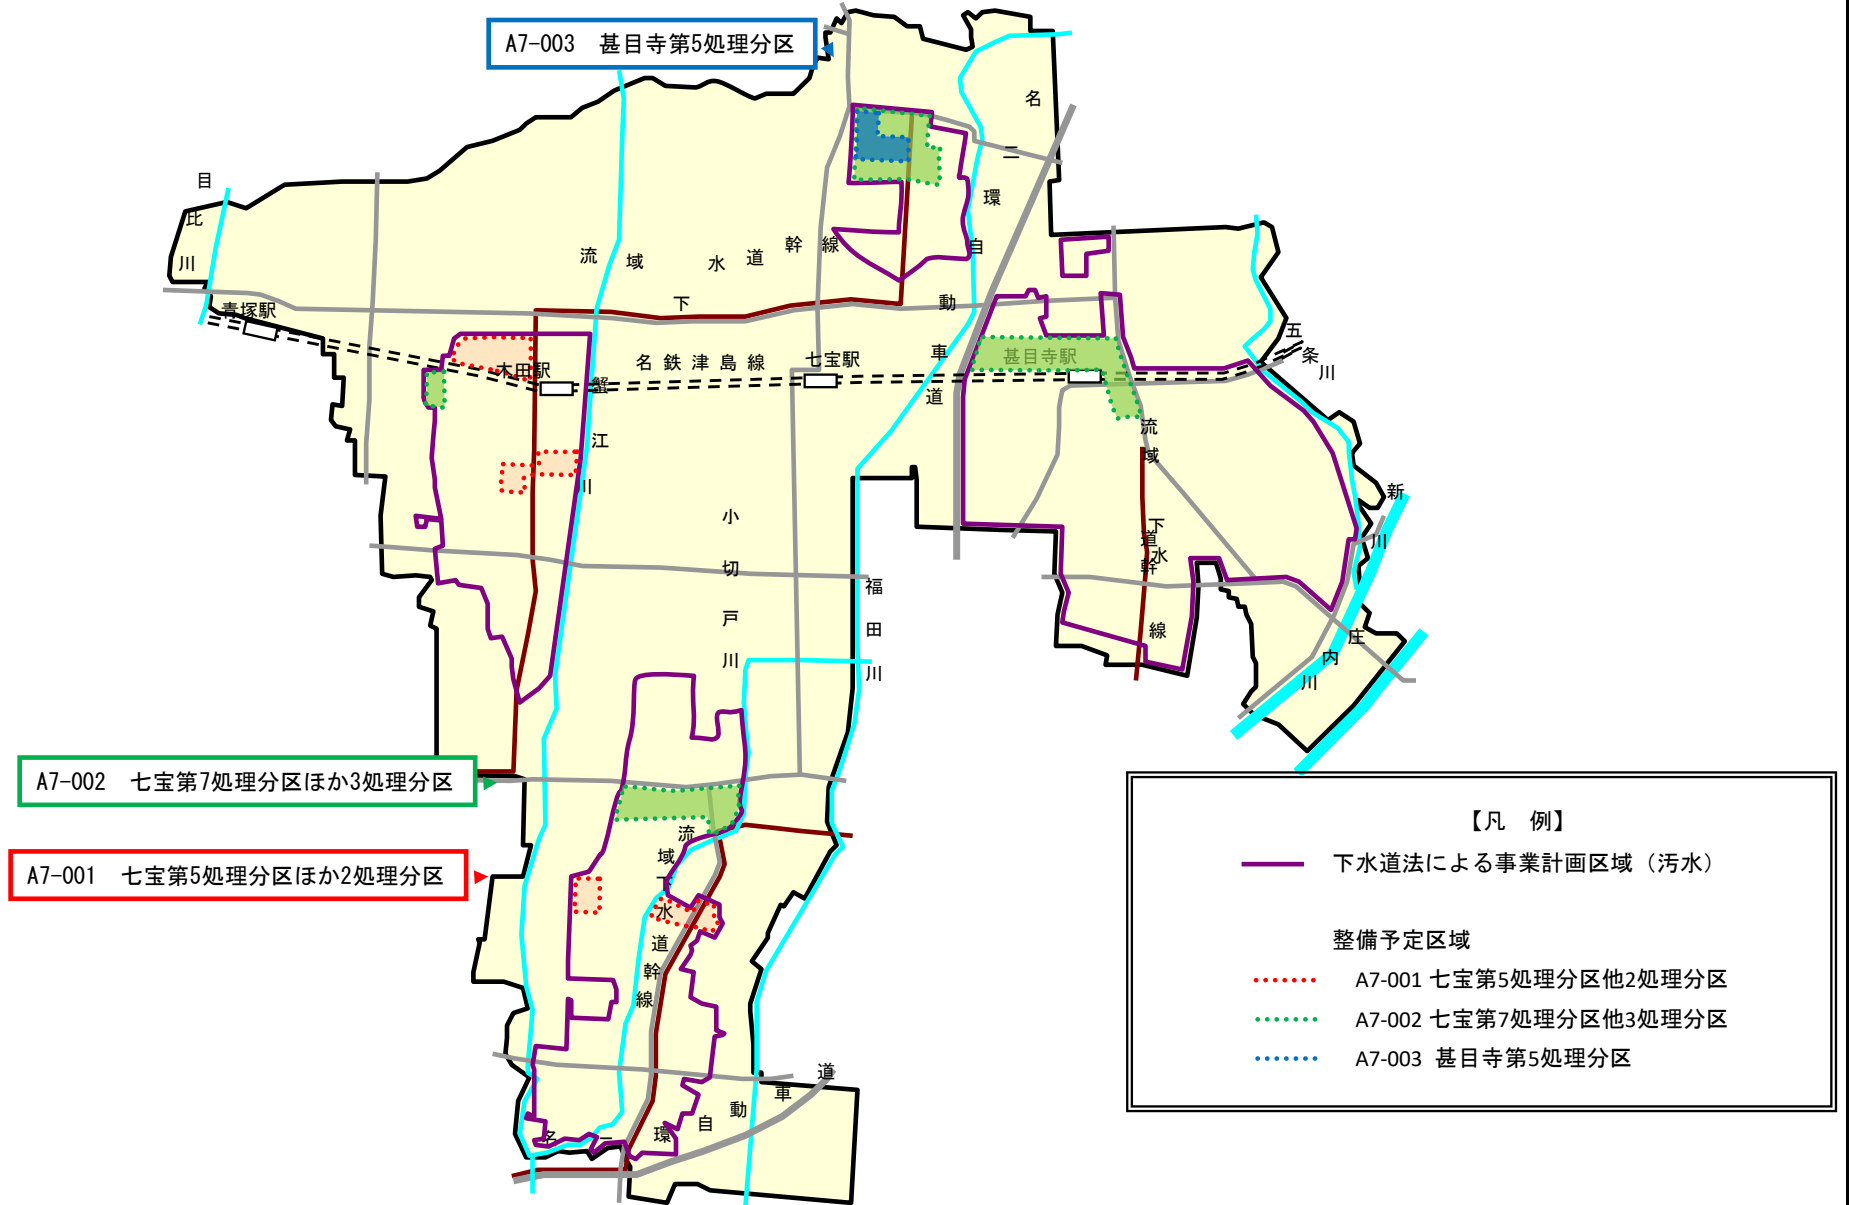 A7-003 甚目寺第5処理分区
名二環自動車道
目比川
流域下水道幹線
青塚駅
木田駅
名鉄津島線
七宝駅
甚目寺駅
五条川
蟹江川
流域下水道幹線
新川
小切戸川
福田川
庄内川
A7-002 七宝第7処理分区ほか3処理分区
A7-001 七宝第5処理分区ほか2処理分区
流域下水道幹線
名二環自動車道
【凡 例】
下水道法による事業計画区域（汚水）
整備予定区域
A7-001 七宝第5処理分区他2処理分区
A7-002 七宝第7処理分区他3処理分区
A7-003 甚目寺第5処理分区